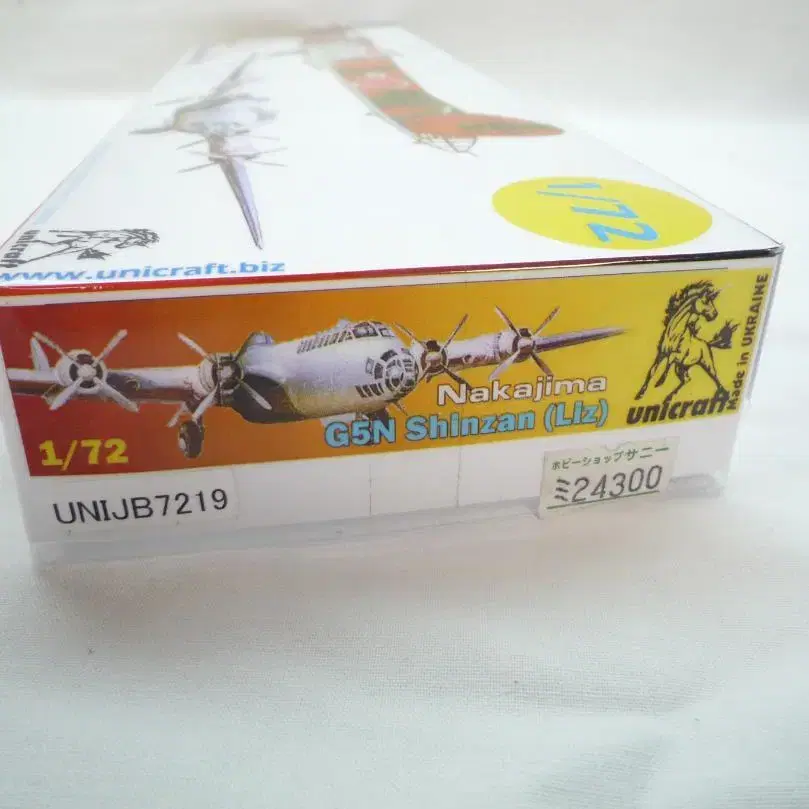 1/72
unicraft
www.unicraft.biz
Nakajima
G5N Shinzan (Liz)
unicraft
Made in UKRAINE
1/72
UNIJB7219
ホビーショップサニー
ミ24300